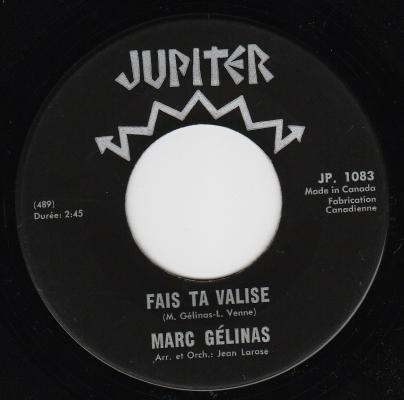 JUPITER
(489)
Durée: 2:45
JP. 1083
Made in Canada
Fabrication
Canadienne
FAIS TA VALISE
(M. Gélinas-L. Venne)
MARC GÉLINAS
Arr. et Orch.: Jean Larose